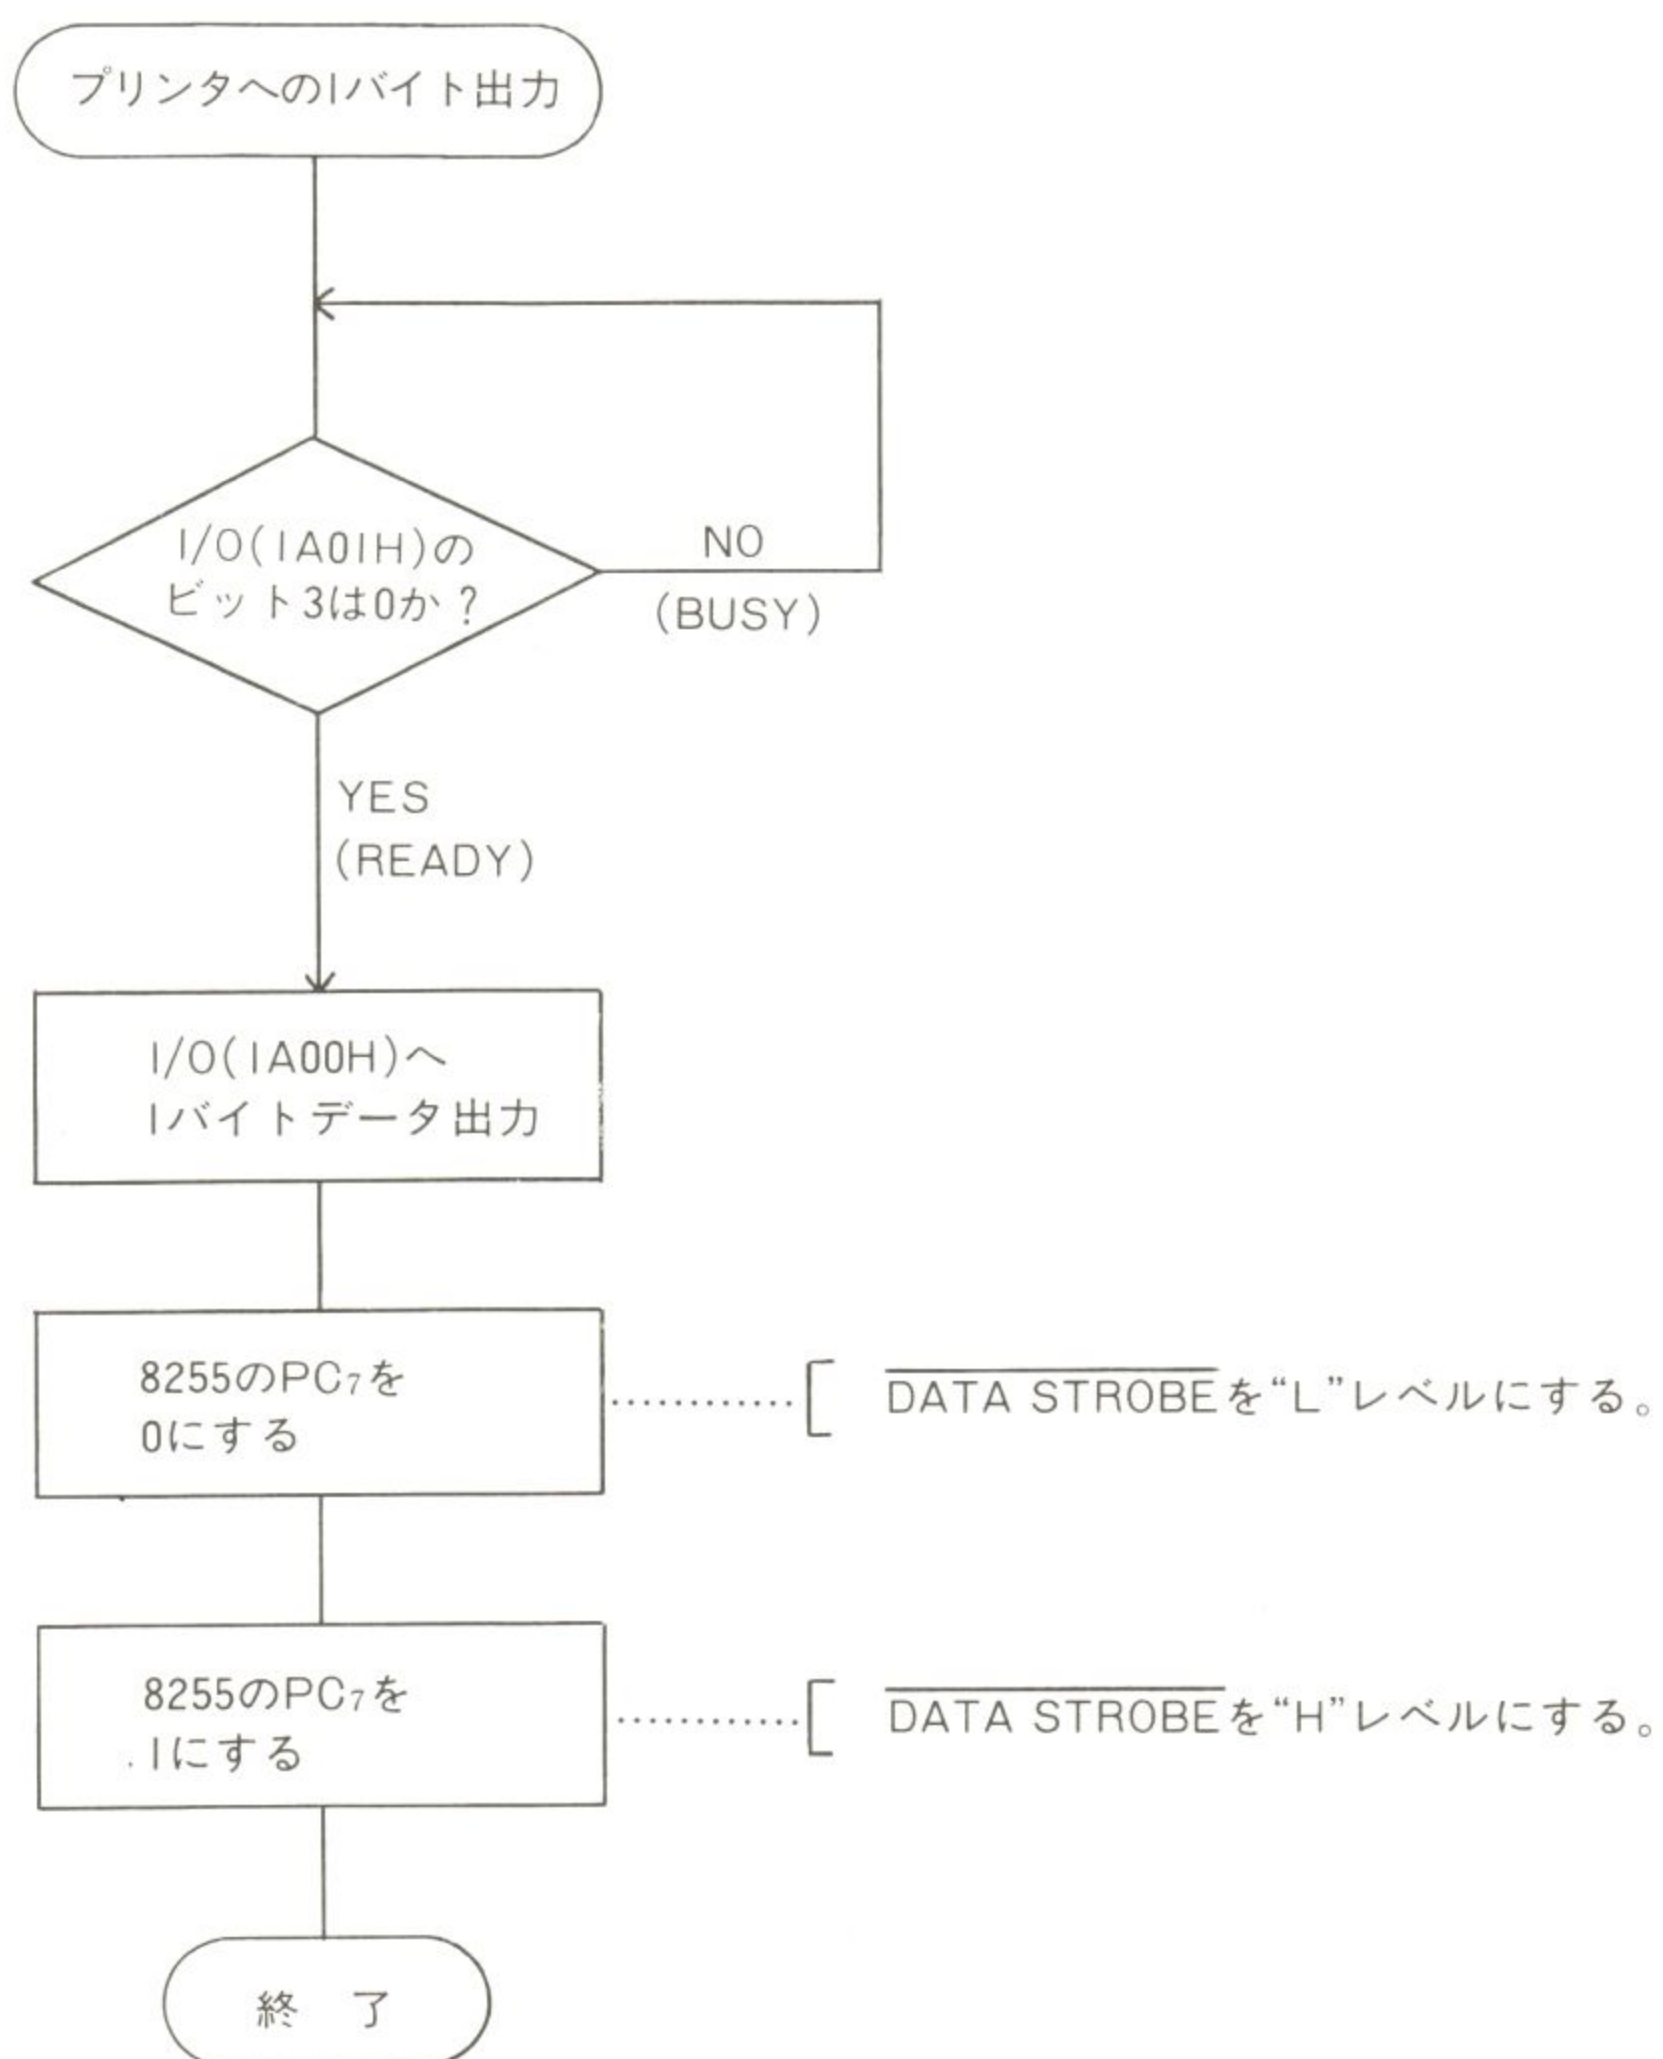 プリンタへの1バイト出力
I/O(1A01H)の
ビット3は0か?
NO
(BUSY)
YES
(READY)
I/O(1A00H)へ
1バイトデータ出力
8255のPC7を
0にする
DATA STROBEを“L”レベルにする。
8255のPC7を
1にする
DATA STROBEを“H”レベルにする。
終 了